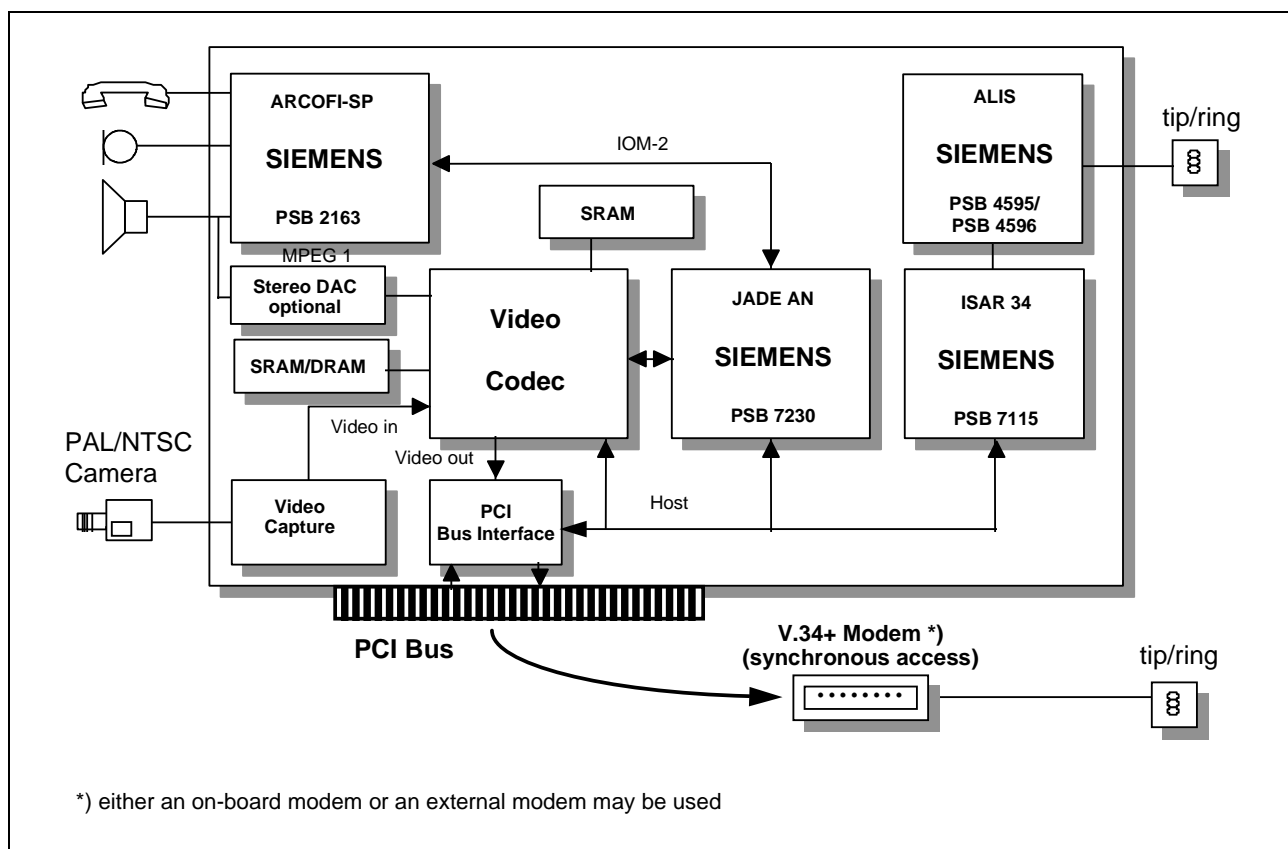 ARCOFI-SP
SIEMENS
PSB 2163
ALIS
SIEMENS
PSB 4595/
PSB 4596
tip/ring
IOM-2
SRAM
MPEG 1
Stereo DAC
optional
Video
Codec
JADE AN
SIEMENS
PSB 7230
ISAR 34
SIEMENS
PSB 7115
SRAM/DRAM
Video in
Video out
PAL/NTSC
Camera
Video
Capture
PCI
Bus Interface
Host
PCI Bus
V.34+ Modem *)
(synchronous access)
tip/ring
*) either an on-board modem or an external modem may be used